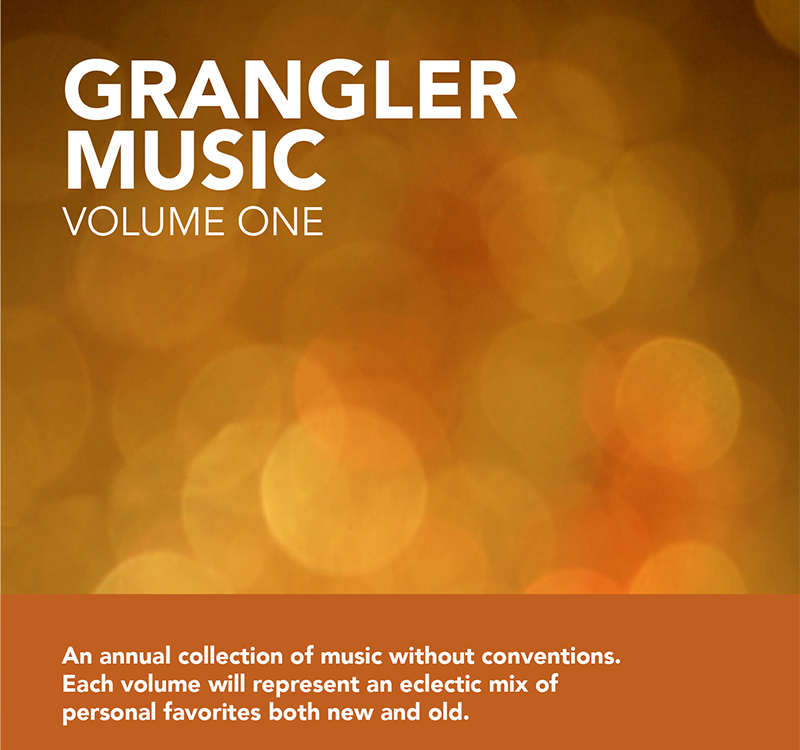 GRANGLER
MUSIC
VOLUME ONE
An annual collection of music without conventions.
Each volume will represent an eclectic mix of
personal favorites both new and old.